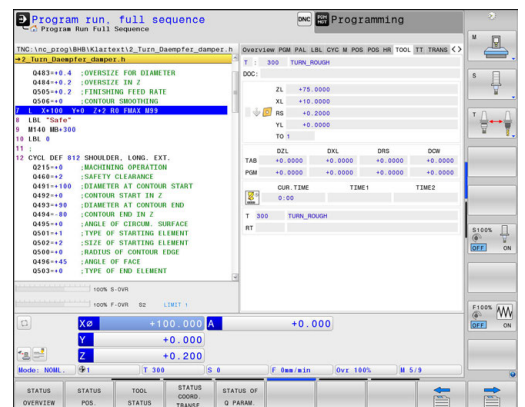 Program run, full sequence
Program Run Full Sequence
DNC
Programming
TNC:\nc_prog\BHB\Klartext\2_Turn_Daempfer_damper.h
→2_Turn_Daempfer_damper.h
Q483=+0.4 ;OVERSIZE FOR DIAMETER
Q484=+0.2 ;OVERSIZE IN Z
Q505=+0.2 ;FINISHING FEED RATE
Q506=+0 ;CONTOUR SMOOTHING
7 L X+100 Y+0 Z+2 R0 FMAX M99
8 LBL "Safe"
9 M140 MB+300
10 LBL 0
11 ;
12 CYCL DEF 812 SHOULDER, LONG. EXT.
Q215=+0 ;MACHINING OPERATION
Q460=+2 ;SAFETY CLEARANCE
Q491=+100 ;DIAMETER AT CONTOUR START
Q492=+0 ;CONTOUR START IN Z
Q493=+90 ;DIAMETER AT CONTOUR END
Q494=-80 ;CONTOUR END IN Z
Q495=+0 ;ANGLE OF CIRCUM. SURFACE
Q501=+1 ;TYPE OF STARTING ELEMENT
Q502=+2 ;SIZE OF STARTING ELEMENT
Q500=+0 ;RADIUS OF CONTOUR EDGE
Q496=+45 ;ANGLE OF FACE
Q503=+0 ;TYPE OF END ELEMENT
Overview PGM PAL LBL CYC M POS POS HR TOOL TT TRANS
T : 300 TURN_ROUGH
DOC:
ZL +75.0000
XL +10.0000
RS +0.2000
YL +0.0000
TO 1
DZL DXL DRS DCW
TAB +0.0000 +0.0000 +0.0000 +0.0000
PGM +0.0000 +0.0000 +0.0000 +0.0000
CUR.TIME TIME1 TIME2
0:00
T 300 TURN_ROUGH
RT
100% S-OVR
100% F-OVR S2 LIMIT 1
X +100.000 A +0.000
Y +0.000
Z +0.200
Mode: NOML. 1 T 300 S 0 F 0mm/min Ovr 100% M 5/9
STATUS OVERVIEW
STATUS POS.
TOOL STATUS
STATUS COORD. TRANSF.
STATUS OF Q PARAM.
M
S
T
S100%
OFF ON
F100%
OFF ON